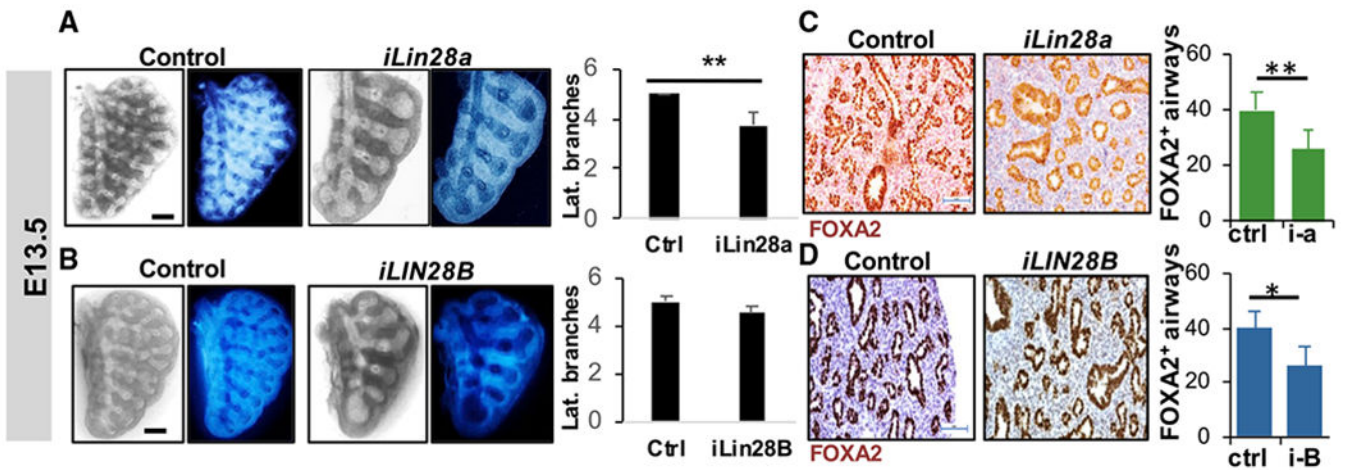 A
Control
iLin28a
E13.5
6
4
2
0
Lat. branches
**
Ctrl
iLin28a
B
Control
iLIN28B
6
4
2
0
Lat. branches
Ctrl
iLin28B
C
Control
iLin28a
FOXA2
60
40
20
0
FOXA2+ airways
**
ctrl
i-a
D
Control
iLIN28B
FOXA2
60
40
20
0
FOXA2+ airways
*
ctrl
i-B